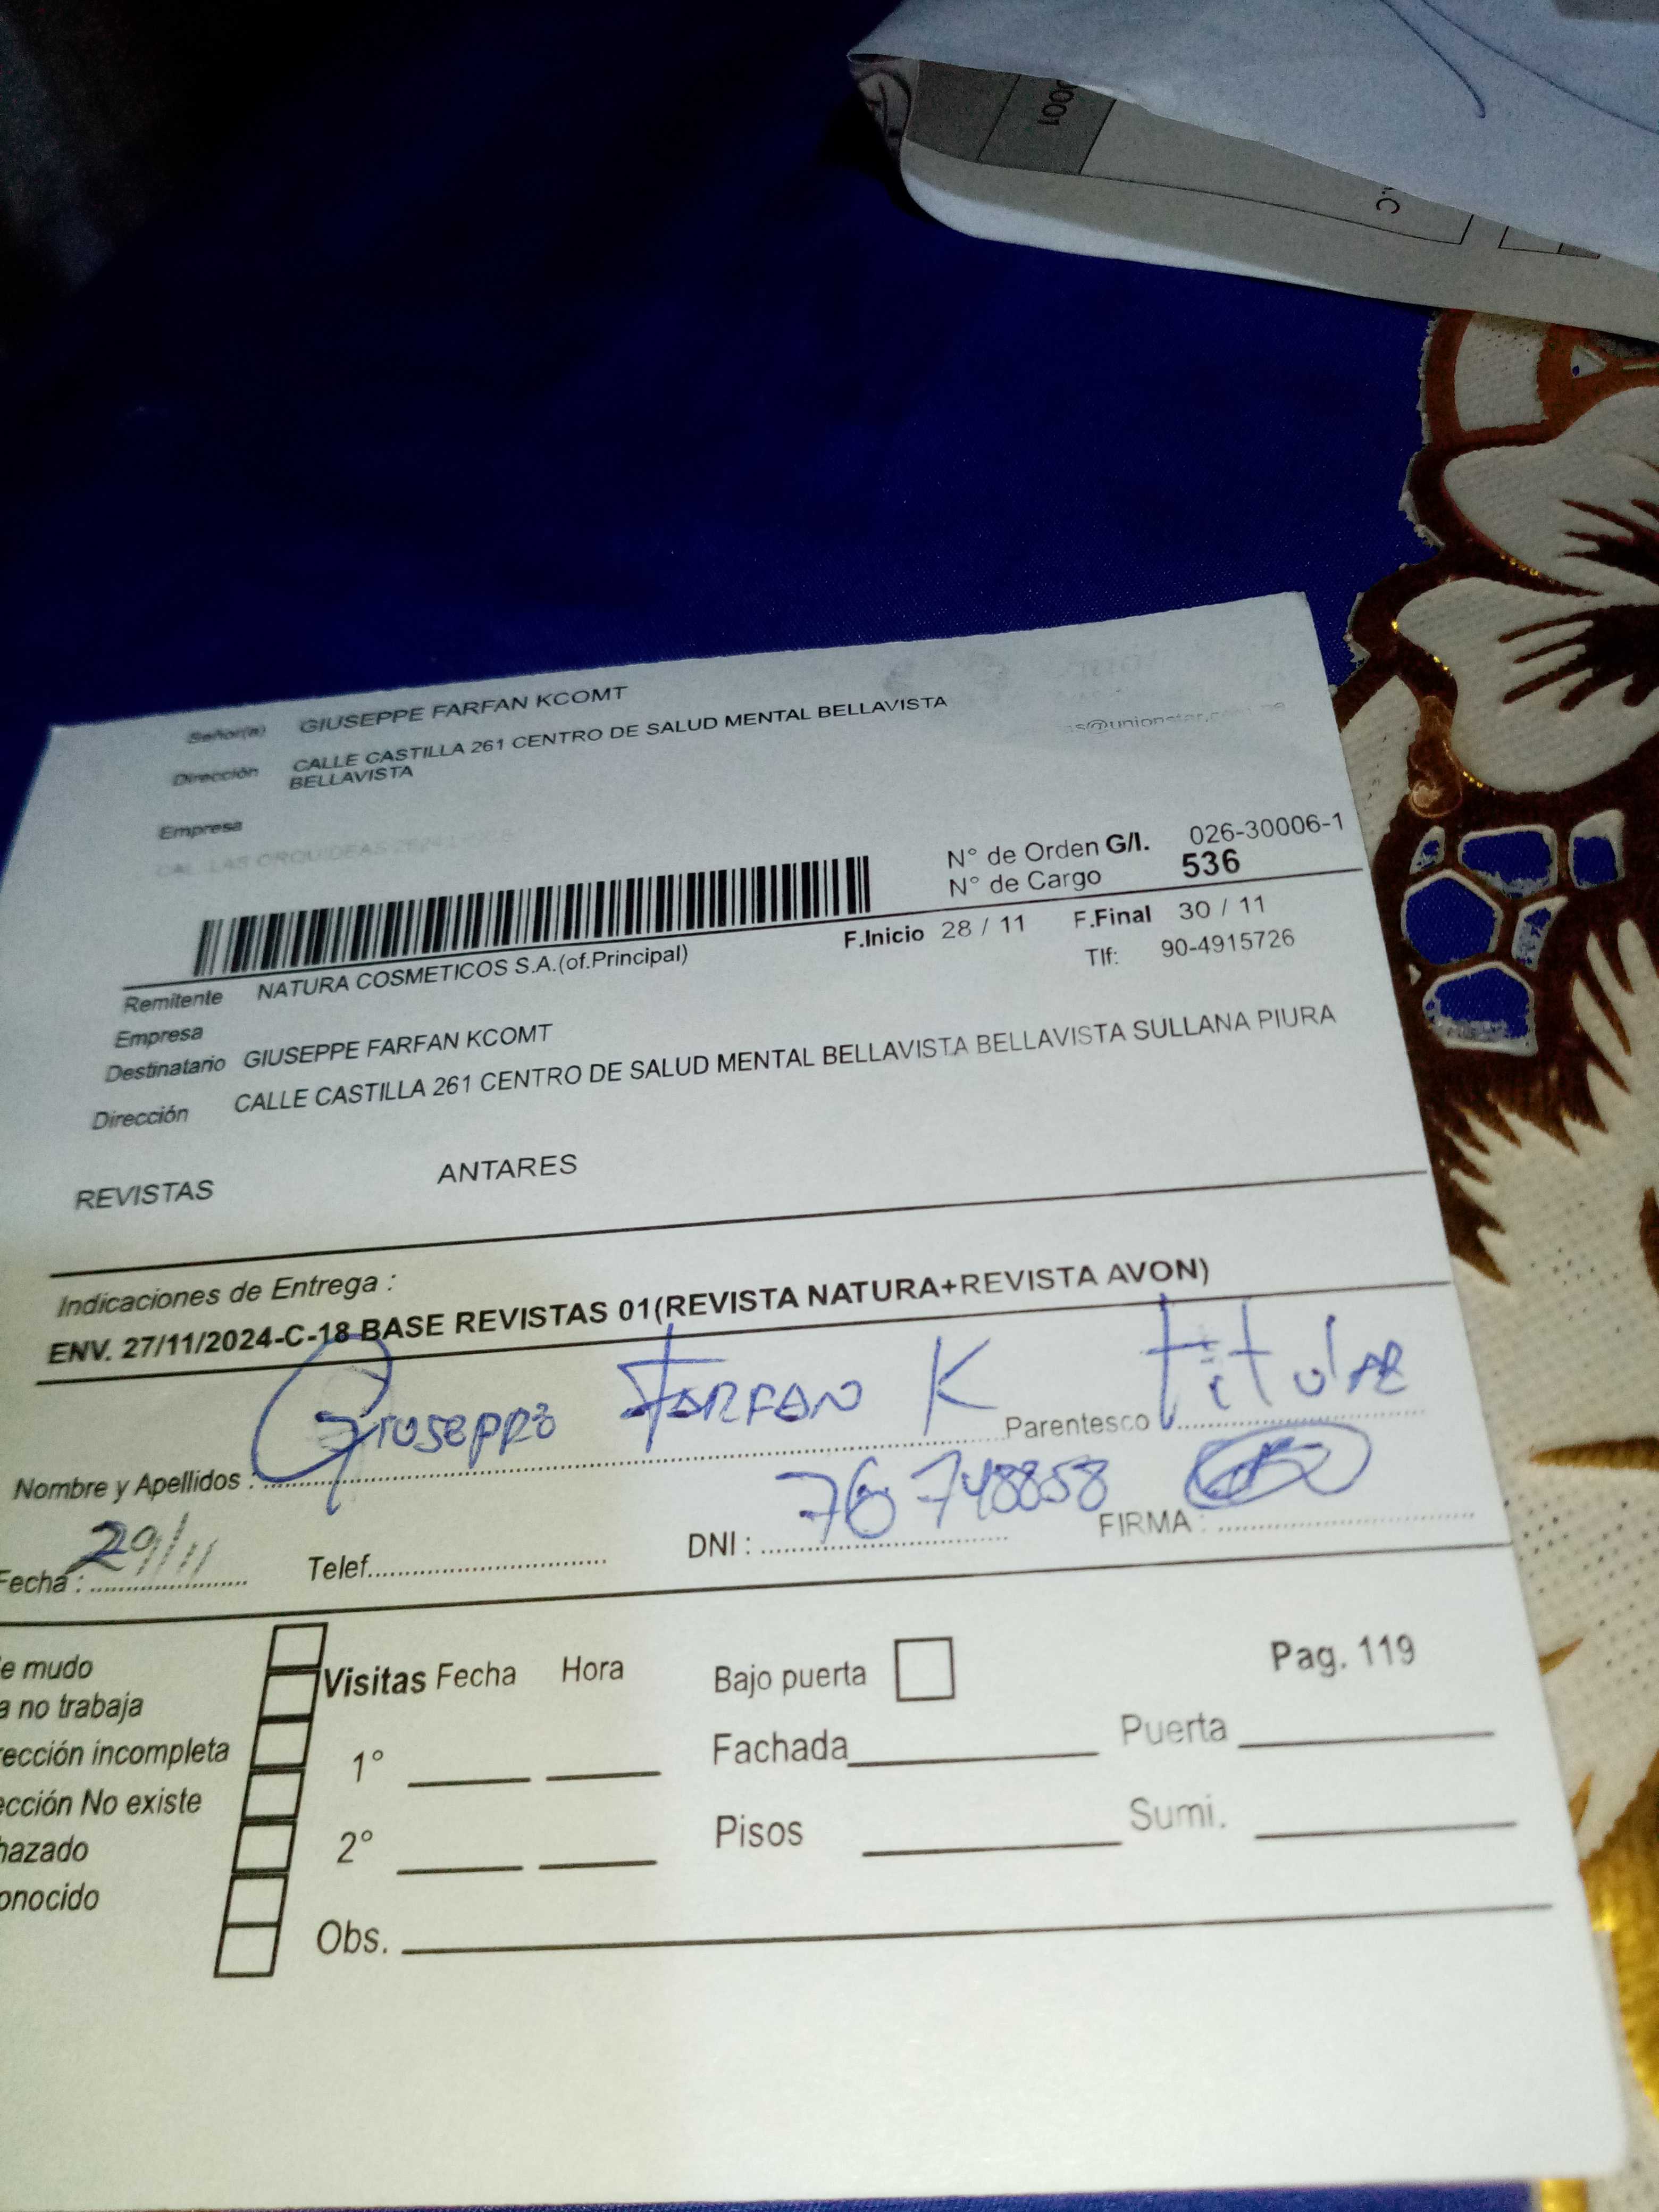 001
.C
Señor(a) GIUSEPPE FARFAN KCOMT
Dirección CALLE CASTILLA 261 CENTRO DE SALUD MENTAL BELLAVISTA
BELLAVISTA
Empresa
CAL. LAS ORQUIDEAS
N° de Orden G/I. 026-30006-1
N° de Cargo 536
F.Inicio 28 / 11 F.Final 30 / 11
Remitente NATURA COSMETICOS S.A.(of.Principal) Tlf: 90-4915726
Empresa
Destinatario GIUSEPPE FARFAN KCOMT
Dirección CALLE CASTILLA 261 CENTRO DE SALUD MENTAL BELLAVISTA BELLAVISTA SULLANA PIURA
REVISTAS ANTARES
Indicaciones de Entrega :
ENV. 27/11/2024-C-18 BASE REVISTAS 01(REVISTA NATURA+REVISTA AVON)
Nombre y Apellidos : Giuseppe FARFAN K Parentesco Titular
Fecha : 29/11 Telef. DNI : 76748858 FIRMA :
e mudo
a no trabaja
rección incompleta
ección No existe
hazado
onocido
Visitas Fecha Hora Bajo puerta Pag. 119
1° Fachada Puerta
2° Pisos Sumi.
Obs.